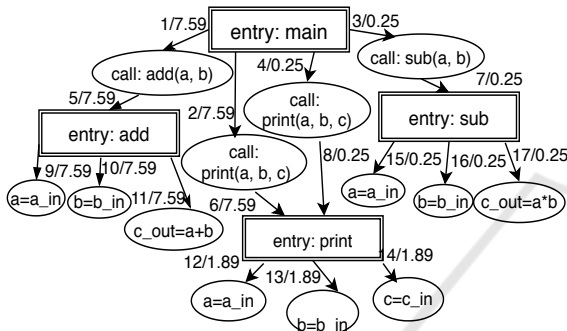 1/7.59
entry: main
3/0.25
call: add(a, b)
4/0.25
call: sub(a, b)
5/7.59
2/7.59
call:
print(a, b, c)
7/0.25
entry: add
entry: sub
9/7.59
10/7.59
call:
print(a, b, c)
8/0.25
15/0.25
16/0.25
17/0.25
a=a_in
b=b_in
11/7.59
a=a_in
b=b_in
c_out=a*b
c_out=a+b
6/7.59
entry: print
12/1.89
13/1.89
14/1.89
a=a_in
b=b_in
c=c_in